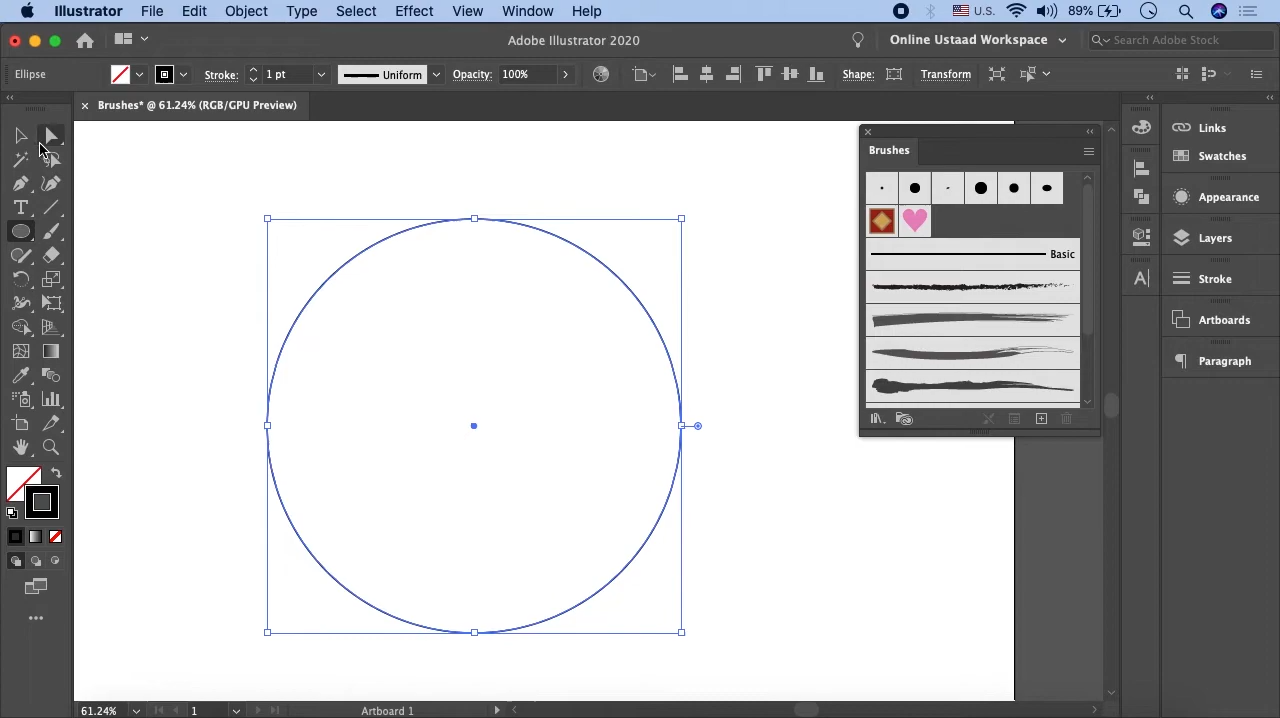 Illustrator File Edit Object Type Select Effect View Window Help U.S. 89%
Adobe Illustrator 2020 Online Ustaad Workspace Search Adobe Stock
Ellipse Stroke: 1 pt Uniform Opacity: 100% Shape: Transform
Brushes* @ 61.24% (RGB/GPU Preview)
Brushes
Basic
Links
Swatches
Appearance
Layers
Stroke
Artboards
Paragraph
61.24% 1 Artboard 1